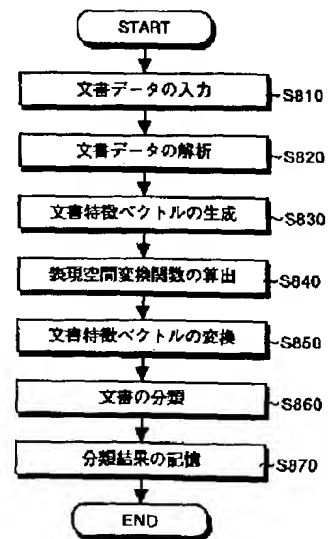 START
文書データの入力
S810
文書データの解析
S820
文書特徴ベクトルの生成
S830
表現空間変換関数の算出
S840
文書特徴ベクトルの変換
S850
文書の分類
S860
分類結果の記憶
S870
END